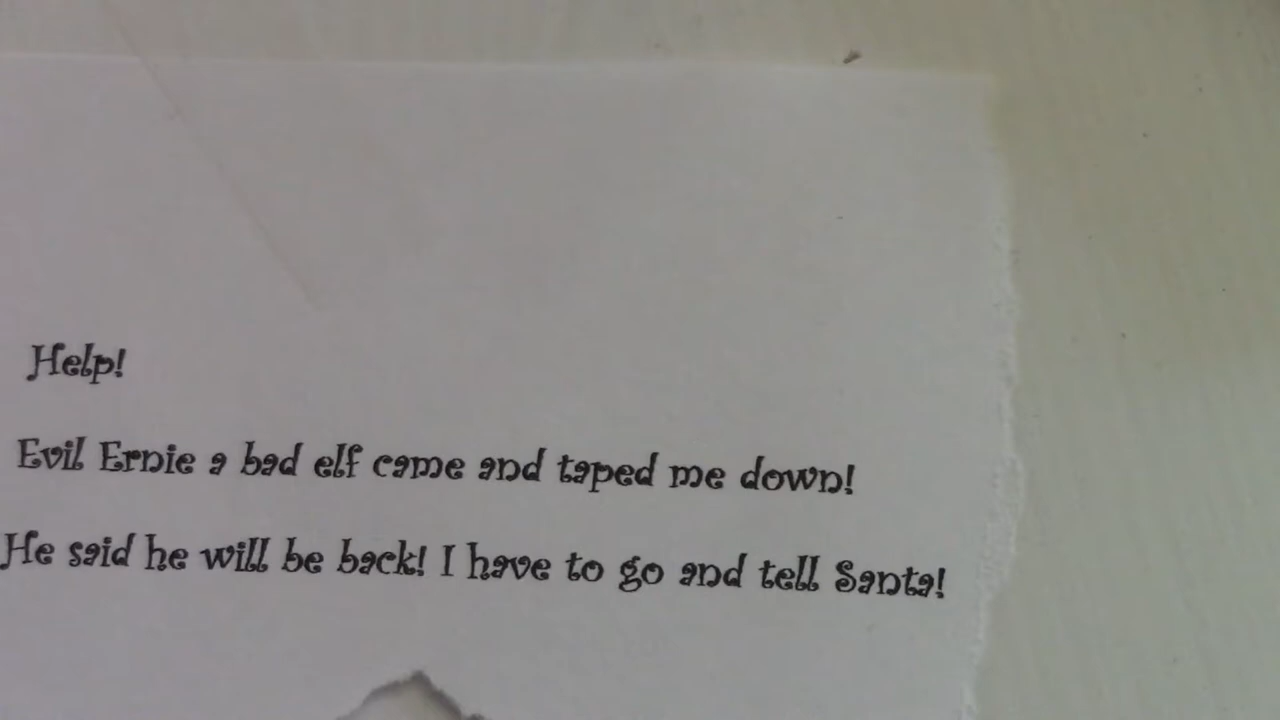 Help!
Evil Ernie a bad elf came and taped me down!
He said he will be back! I have to go and tell Santa!